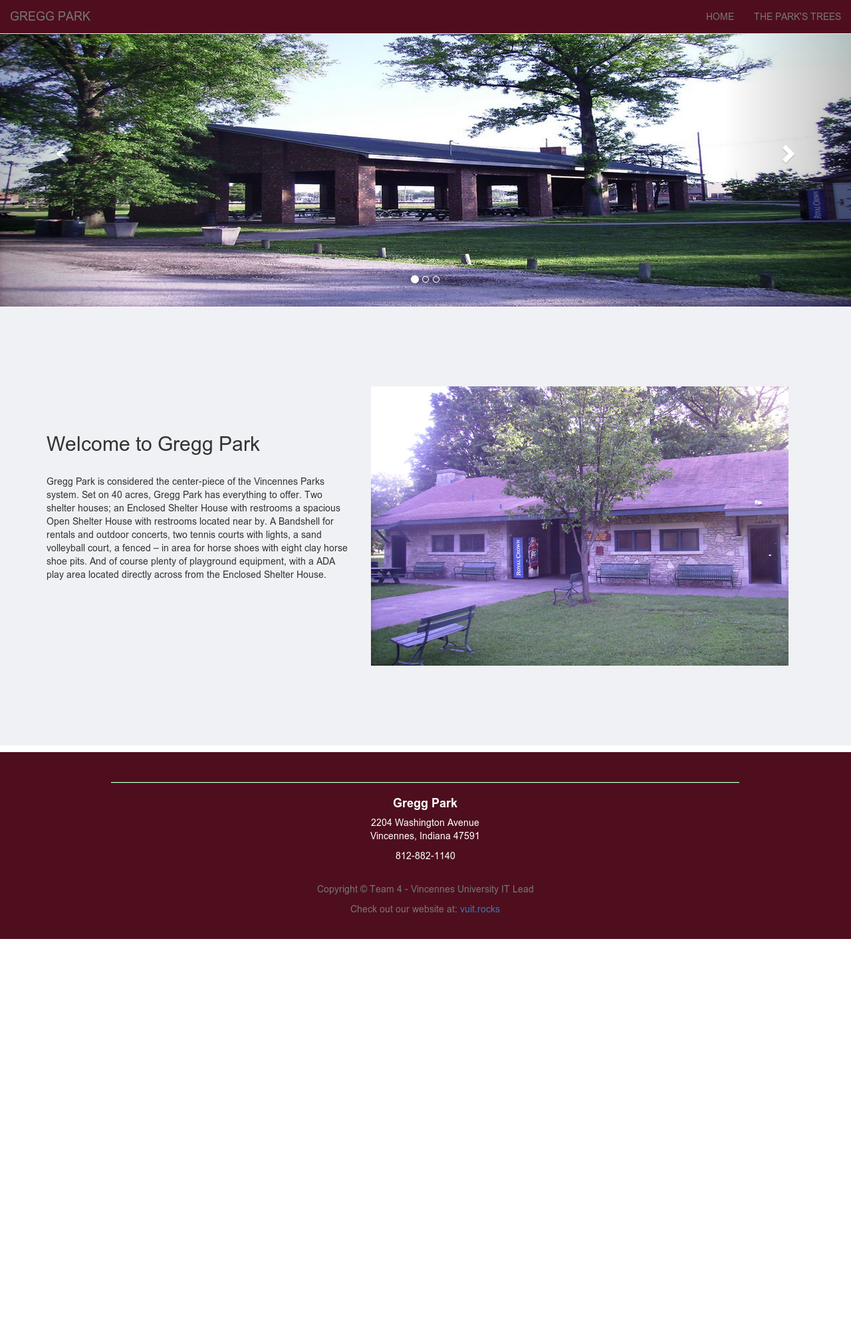 GREGG PARK
HOME
THE PARK'S TREES
ROYAL CROWN
Welcome to Gregg Park
Gregg Park is considered the center-piece of the Vincennes Parks
system. Set on 40 acres, Gregg Park has everything to offer. Two
shelter houses; an Enclosed Shelter House with restrooms a spacious
Open Shelter House with restrooms located near by. A Bandshell for
rentals and outdoor concerts, two tennis courts with lights, a sand
volleyball court, a fenced – in area for horse shoes with eight clay horse
shoe pits. And of course plenty of playground equipment, with a ADA
play area located directly across from the Enclosed Shelter House.
ROYAL CROWN
Gregg Park
2204 Washington Avenue
Vincennes, Indiana 47591
812-882-1140
Copyright © Team 4 - Vincennes University IT Lead
Check out our website at: vuit.rocks